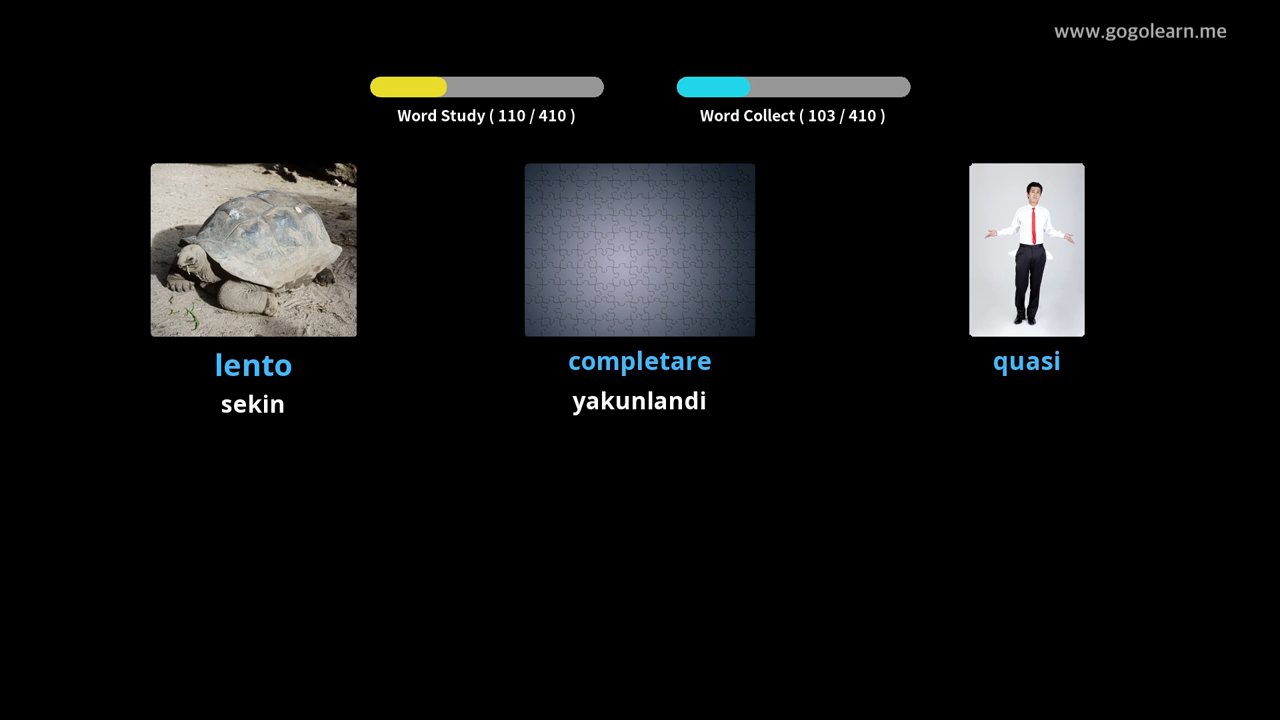 www.gogolearn.me
Word Study ( 110 / 410 )
Word Collect ( 103 / 410 )
lento
completare
quasi
sekin
yakunlandi